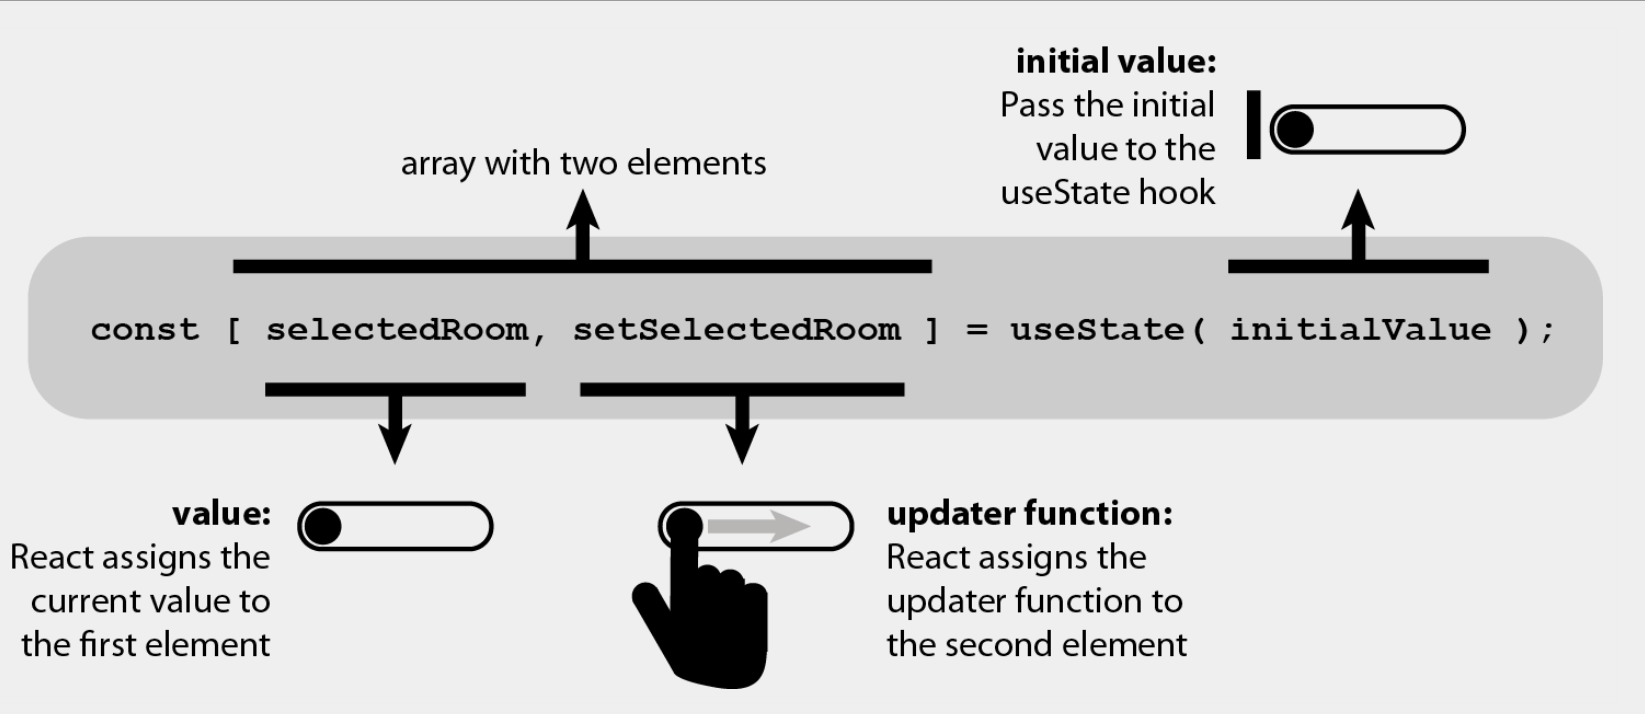 initial value:
Pass the initial
value to the
useState hook
array with two elements
const [ selectedRoom, setSelectedRoom ] = useState( initialValue );
value:
React assigns the
current value to
the first element
updater function:
React assigns the
updater function to
the second element